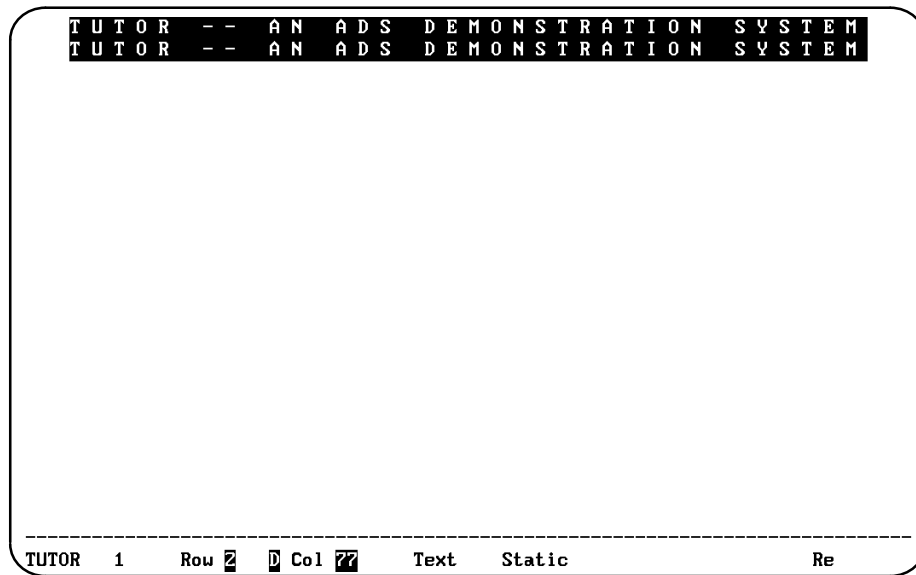 T U T O R -- A N A D S D E M O N S T R A T I O N S Y S T E M
T U T O R -- A N A D S D E M O N S T R A T I O N S Y S T E M
TUTOR 1 Row 2 D Col 77 Text Static Re